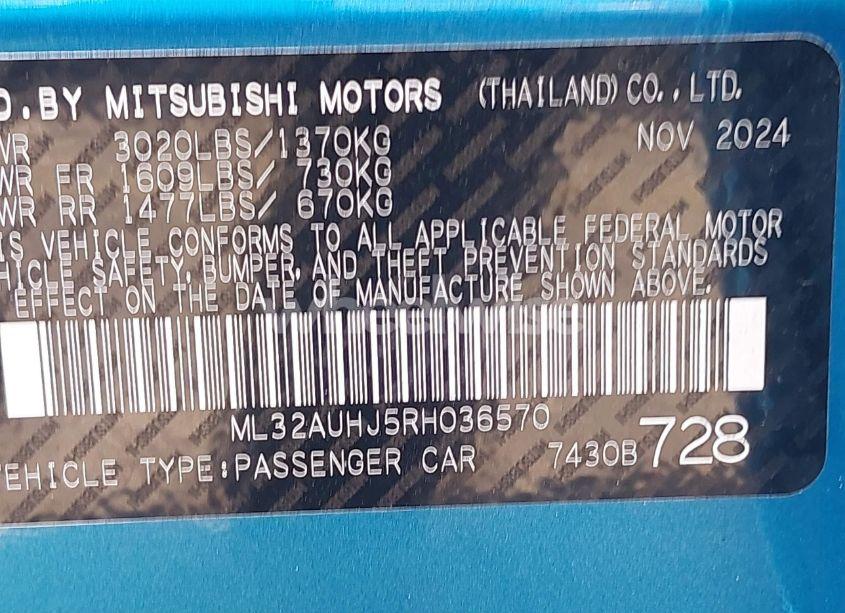 D.BY MITSUBISHI MOTORS (THAILAND) CO.,LTD.
NOV 2024
WR 3020LBS/1370KG
WR FR 1609LBS/ 730KG
WR RR 1477LBS/ 670KG
IS VEHICLE CONFORMS TO ALL APPLICABLE FEDERAL MOTOR
HICLE SAFETY, BUMPER, AND THEFT PREVENTION STANDARDS
EFFECT ON THE DATE OF MANUFACTURE SHOWN ABOVE.
wheelwise
ML32AUHJ5RH036570
VEHICLE TYPE:PASSENGER CAR 7430B 728